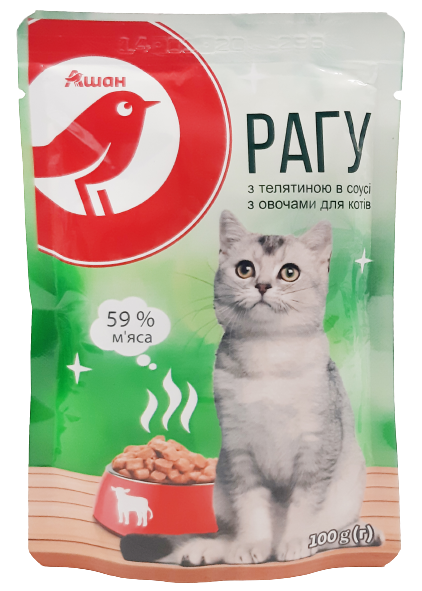 Ашан
РАГУ
з телятиною в соусі
з овочами для котів
59 %
м'яса
100 g (г)